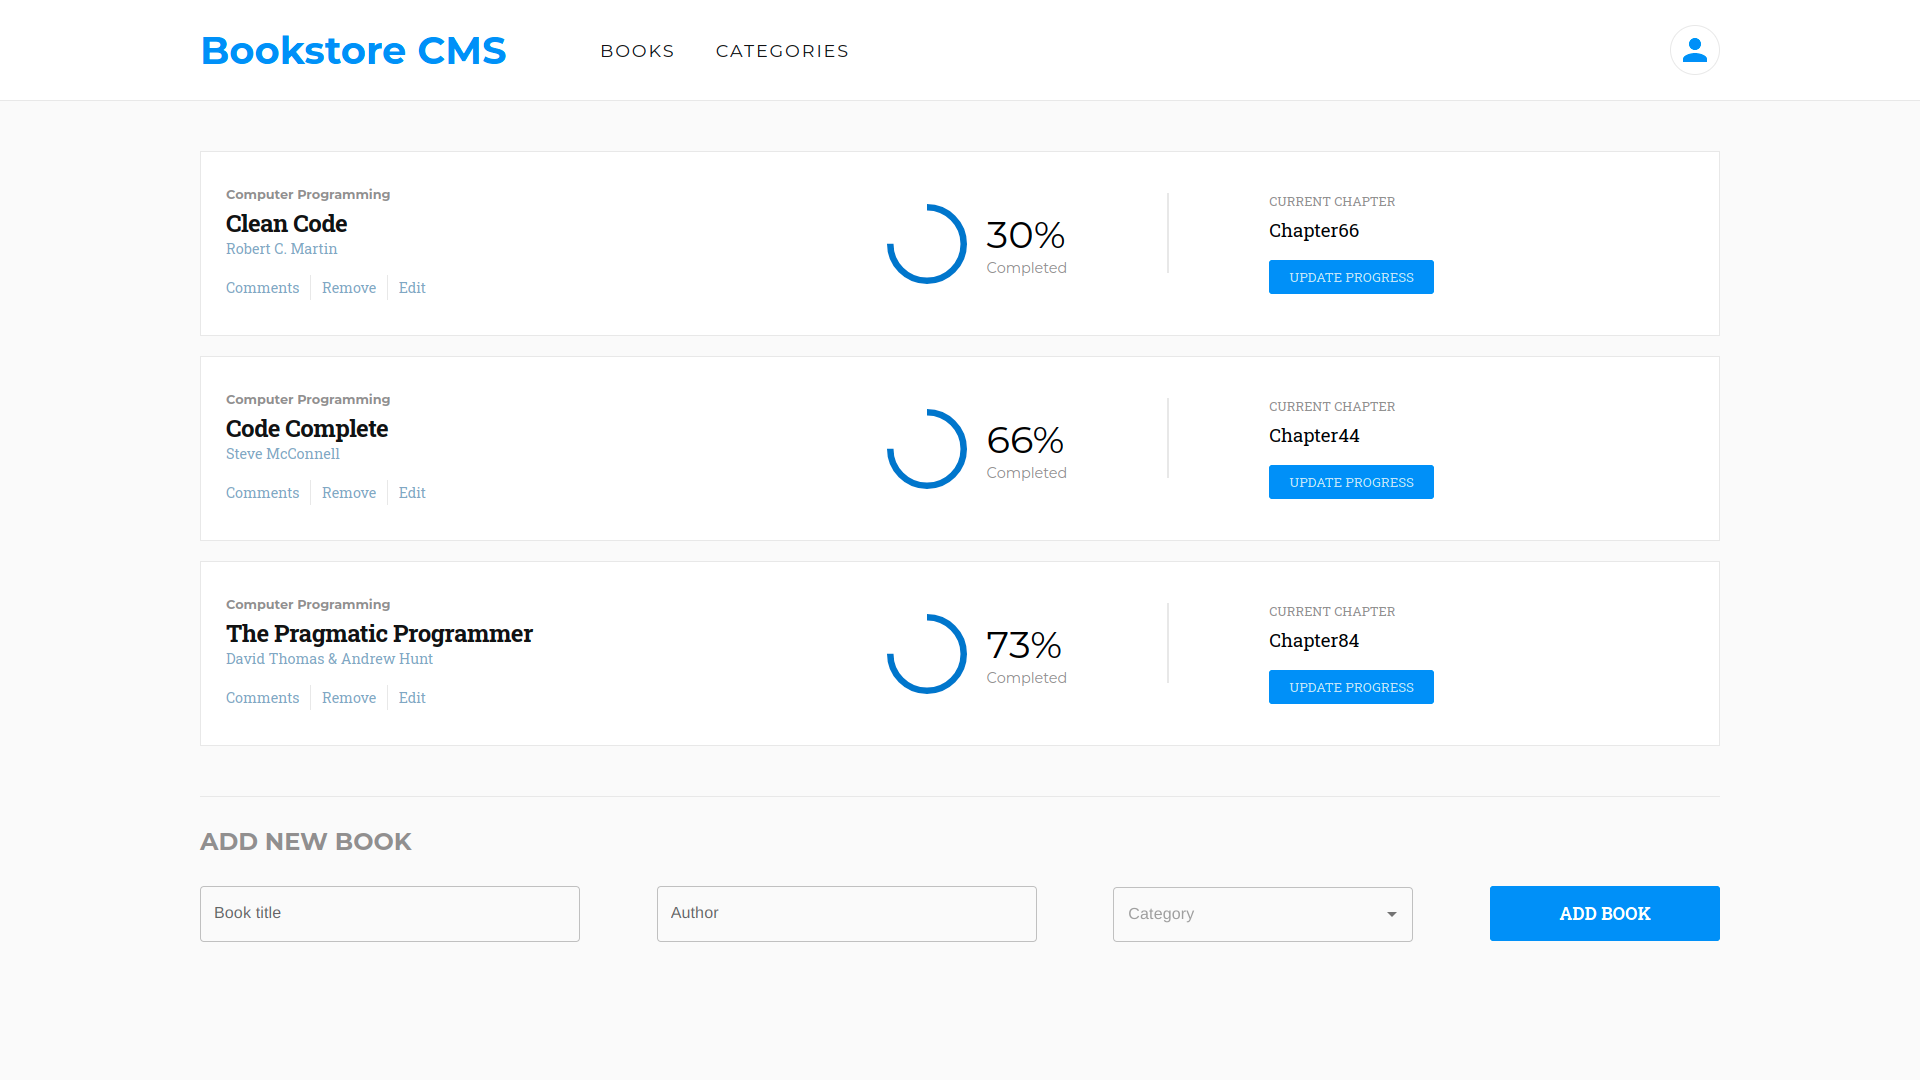 Bookstore CMS
BOOKS
CATEGORIES
Computer Programming
Clean Code
Robert C. Martin
Comments
Remove
Edit
30%
Completed
CURRENT CHAPTER
Chapter66
UPDATE PROGRESS
Computer Programming
Code Complete
Steve McConnell
Comments
Remove
Edit
66%
Completed
CURRENT CHAPTER
Chapter44
UPDATE PROGRESS
Computer Programming
The Pragmatic Programmer
David Thomas & Andrew Hunt
Comments
Remove
Edit
73%
Completed
CURRENT CHAPTER
Chapter84
UPDATE PROGRESS
ADD NEW BOOK
Book title
Author
Category
ADD BOOK